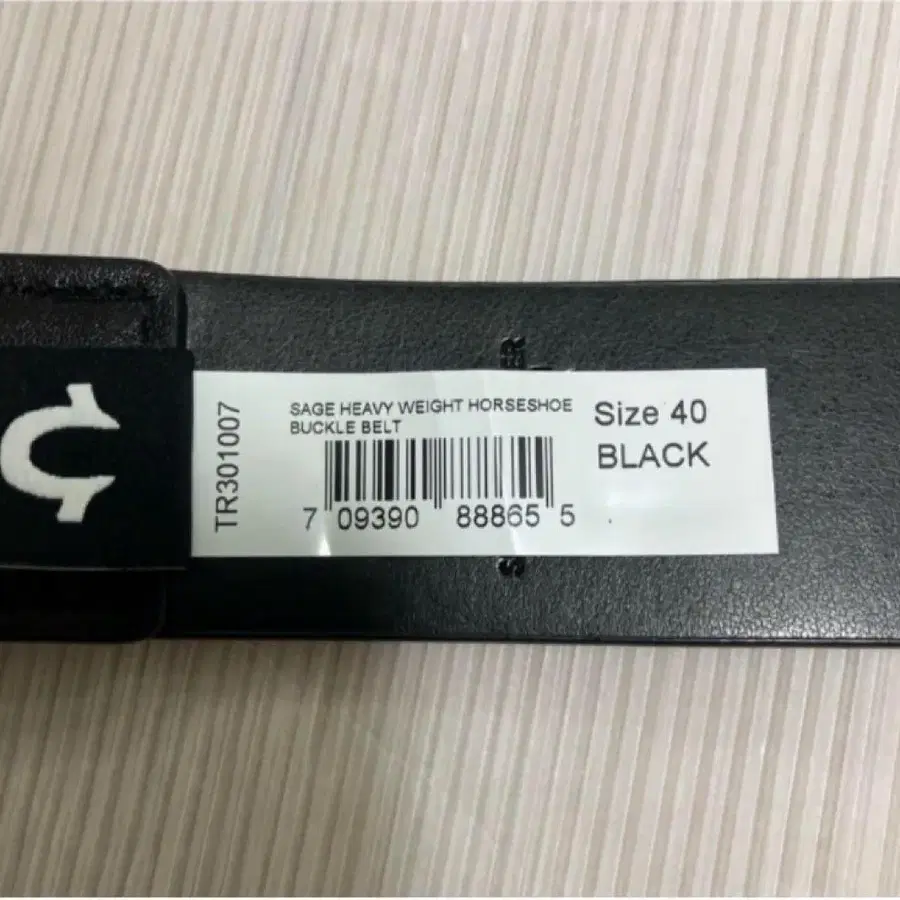 TR301007
SAGE HEAVY WEIGHT HORSESHOE
BUCKLE BELT
7 09390 88865 5
Size 40
BLACK